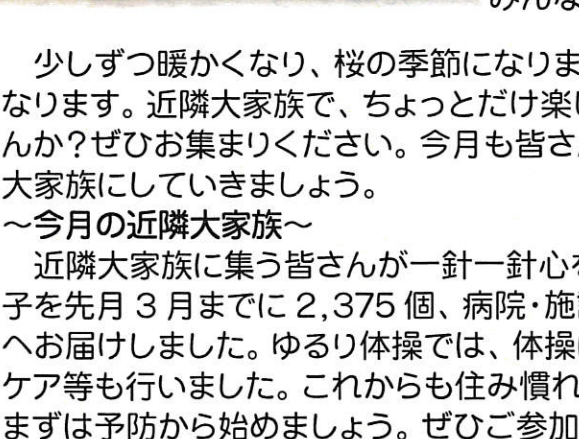 みんな
少しずつ暖かくなり、桜の季節になりま
なります。近隣大家族で、ちょっとだけ楽
んか？ぜひお集まりください。今月も皆さ
大家族にしていきましょう。
～今月の近隣大家族～
近隣大家族に集う皆さんが一針一針心
子を先月 3 月までに 2,375 個、病院・施
へお届けしました。ゆるり体操では、体操
ケア等も行いました。これからも住み慣れ
まずは予防から始めましょう。ぜひご参加